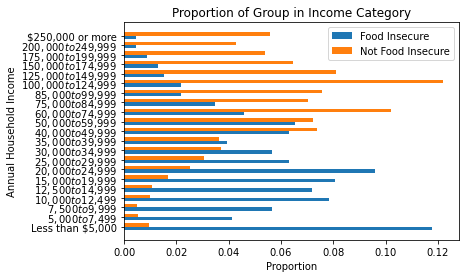 Proportion of Group in Income Category
Food Insecure
Not Food Insecure
Annual Household Income
$250,000 or more
200,000to249,999
175,000to199,999
150,000to174,999
125,000to149,999
100,000to124,999
85,000to99,999
75,000to84,999
60,000to74,999
50,000to59,999
40,000to49,999
35,000to39,999
30,000to34,999
25,000to29,999
20,000to24,999
15,000to19,999
12,500to14,999
10,000to12,499
7,500to9,999
5,000to7,499
Less than $5,000
0.00 0.02 0.04 0.06 0.08 0.10 0.12
Proportion